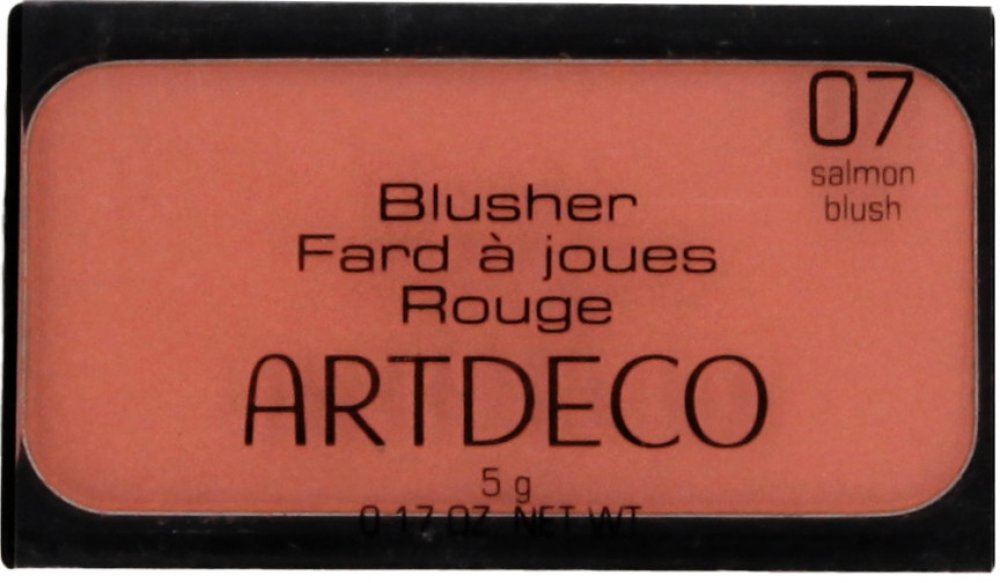 07
salmon
blush
Blusher
Fard à joues
Rouge
ARTDECO
5 g
0.17 OZ. NET WT.